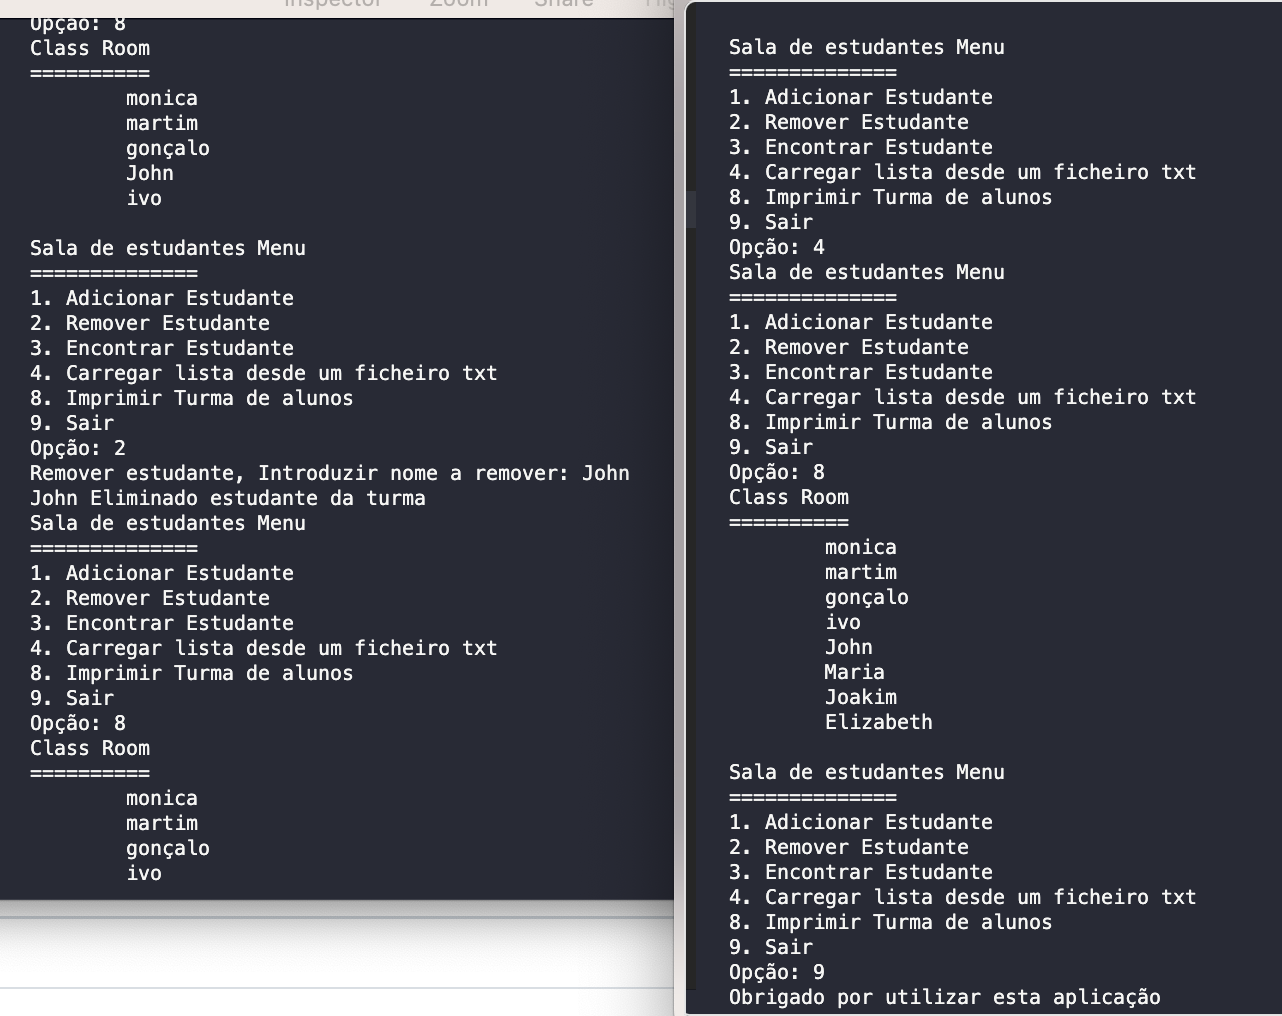 Inspector Zoom Share
Opção: 8
Class Room
==========
monica
martim
gonçalo
John
ivo
Sala de estudantes Menu
==============
1. Adicionar Estudante
2. Remover Estudante
3. Encontrar Estudante
4. Carregar lista desde um ficheiro txt
8. Imprimir Turma de alunos
9. Sair
Opção: 2
Remover estudante, Introduzir nome a remover: John
John Eliminado estudante da turma
Sala de estudantes Menu
==============
1. Adicionar Estudante
2. Remover Estudante
3. Encontrar Estudante
4. Carregar lista desde um ficheiro txt
8. Imprimir Turma de alunos
9. Sair
Opção: 8
Class Room
==========
monica
martim
gonçalo
ivo
Sala de estudantes Menu
==============
1. Adicionar Estudante
2. Remover Estudante
3. Encontrar Estudante
4. Carregar lista desde um ficheiro txt
8. Imprimir Turma de alunos
9. Sair
Opção: 4
Sala de estudantes Menu
==============
1. Adicionar Estudante
2. Remover Estudante
3. Encontrar Estudante
4. Carregar lista desde um ficheiro txt
8. Imprimir Turma de alunos
9. Sair
Opção: 8
Class Room
==========
monica
martim
gonçalo
ivo
John
Maria
Joakim
Elizabeth
Sala de estudantes Menu
==============
1. Adicionar Estudante
2. Remover Estudante
3. Encontrar Estudante
4. Carregar lista desde um ficheiro txt
8. Imprimir Turma de alunos
9. Sair
Opção: 9
Obrigado por utilizar esta aplicação